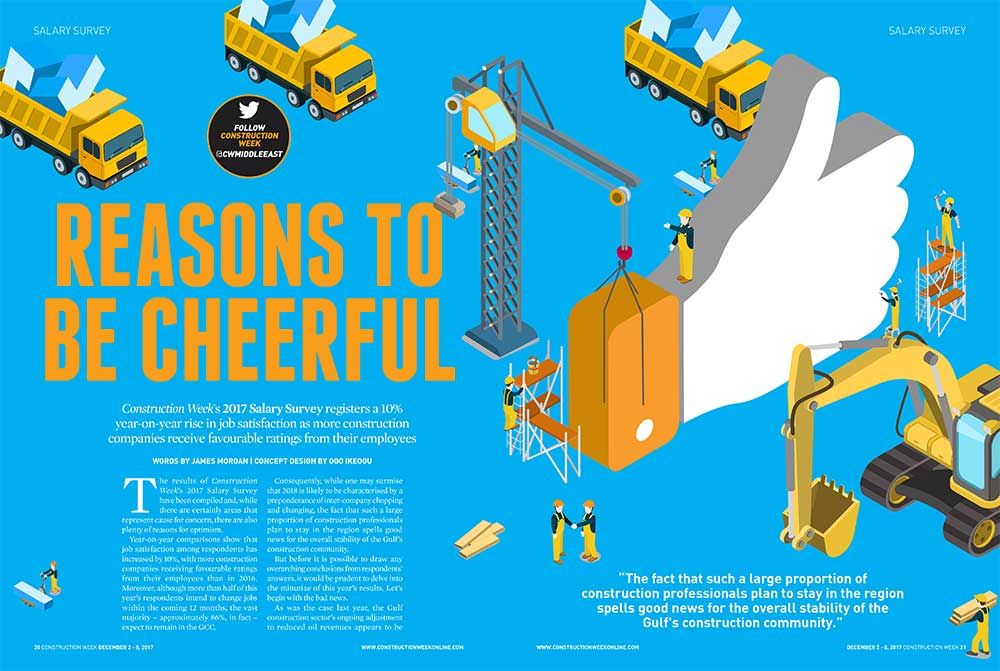 SALARY SURVEY
SALARY SURVEY
FOLLOW
CONSTRUCTION
WEEK
@CWMIDDLEEAST
REASONS TO
BE CHEERFUL
Construction Week's 2017 Salary Survey registers a 10%
year-on-year rise in job satisfaction as more construction
companies receive favourable ratings from their employees
WORDS BY JAMES MORGAN | CONCEPT DESIGN BY OGO IKEOGU
The results of Construction
Week's 2017 Salary Survey
have been compiled and, while
there are certainly areas that
represent cause for concern, there are also
plenty of reasons for optimism.
Year-on-year comparisons show that
job satisfaction among respondents has
increased by 10%, with more construction
companies receiving favourable ratings
from their employees than in 2016.
Moreover, although more than half of this
year's respondents intend to change jobs
within the coming 12 months, the vast
majority – approximately 86%, in fact –
expect to remain in the GCC.
Consequently, while one may surmise
that 2018 is likely to be characterised by a
preponderance of inter-company chopping
and changing, the fact that such a large
proportion of construction professionals
plan to stay in the region spells good
news for the overall stability of the Gulf's
construction community.
But before it is possible to draw any
overarching conclusions from respondents'
answers, it would be prudent to delve into
the minutiae of this year's results. Let's
begin with the bad news.
As was the case last year, the Gulf
construction sector's ongoing adjustment
to reduced oil revenues appears to be
"The fact that such a large proportion of
construction professionals plan to stay in the region
spells good news for the overall stability of the
Gulf's construction community."
20 CONSTRUCTION WEEK DECEMBER 2 – 8, 2017
WWW.CONSTRUCTIONWEEKONLINE.COM
WWW.CONSTRUCTIONWEEKONLINE.COM
DECEMBER 2 – 8, 2017 CONSTRUCTION WEEK 21